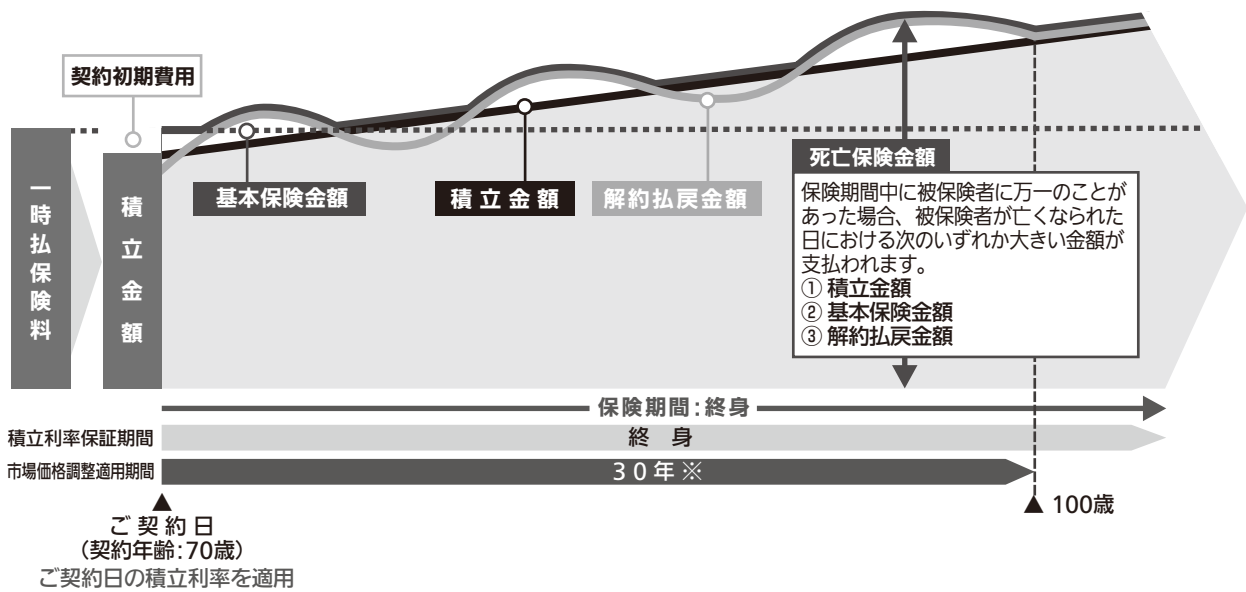 契約初期費用
一時払保険料
積立金額
基本保険金額
積立金額
解約払戻金額
死亡保険金額
保険期間中に被保険者に万一のことが
あった場合、被保険者が亡くなられた
日における次のいずれか大きい金額が
支払われます。
① 積立金額
② 基本保険金額
③ 解約払戻金額
保険期間:終身
積立利率保証期間
終 身
市場価格調整適用期間
30年※
ご契約日
(契約年齢:70歳)
ご契約日の積立利率を適用
100歳